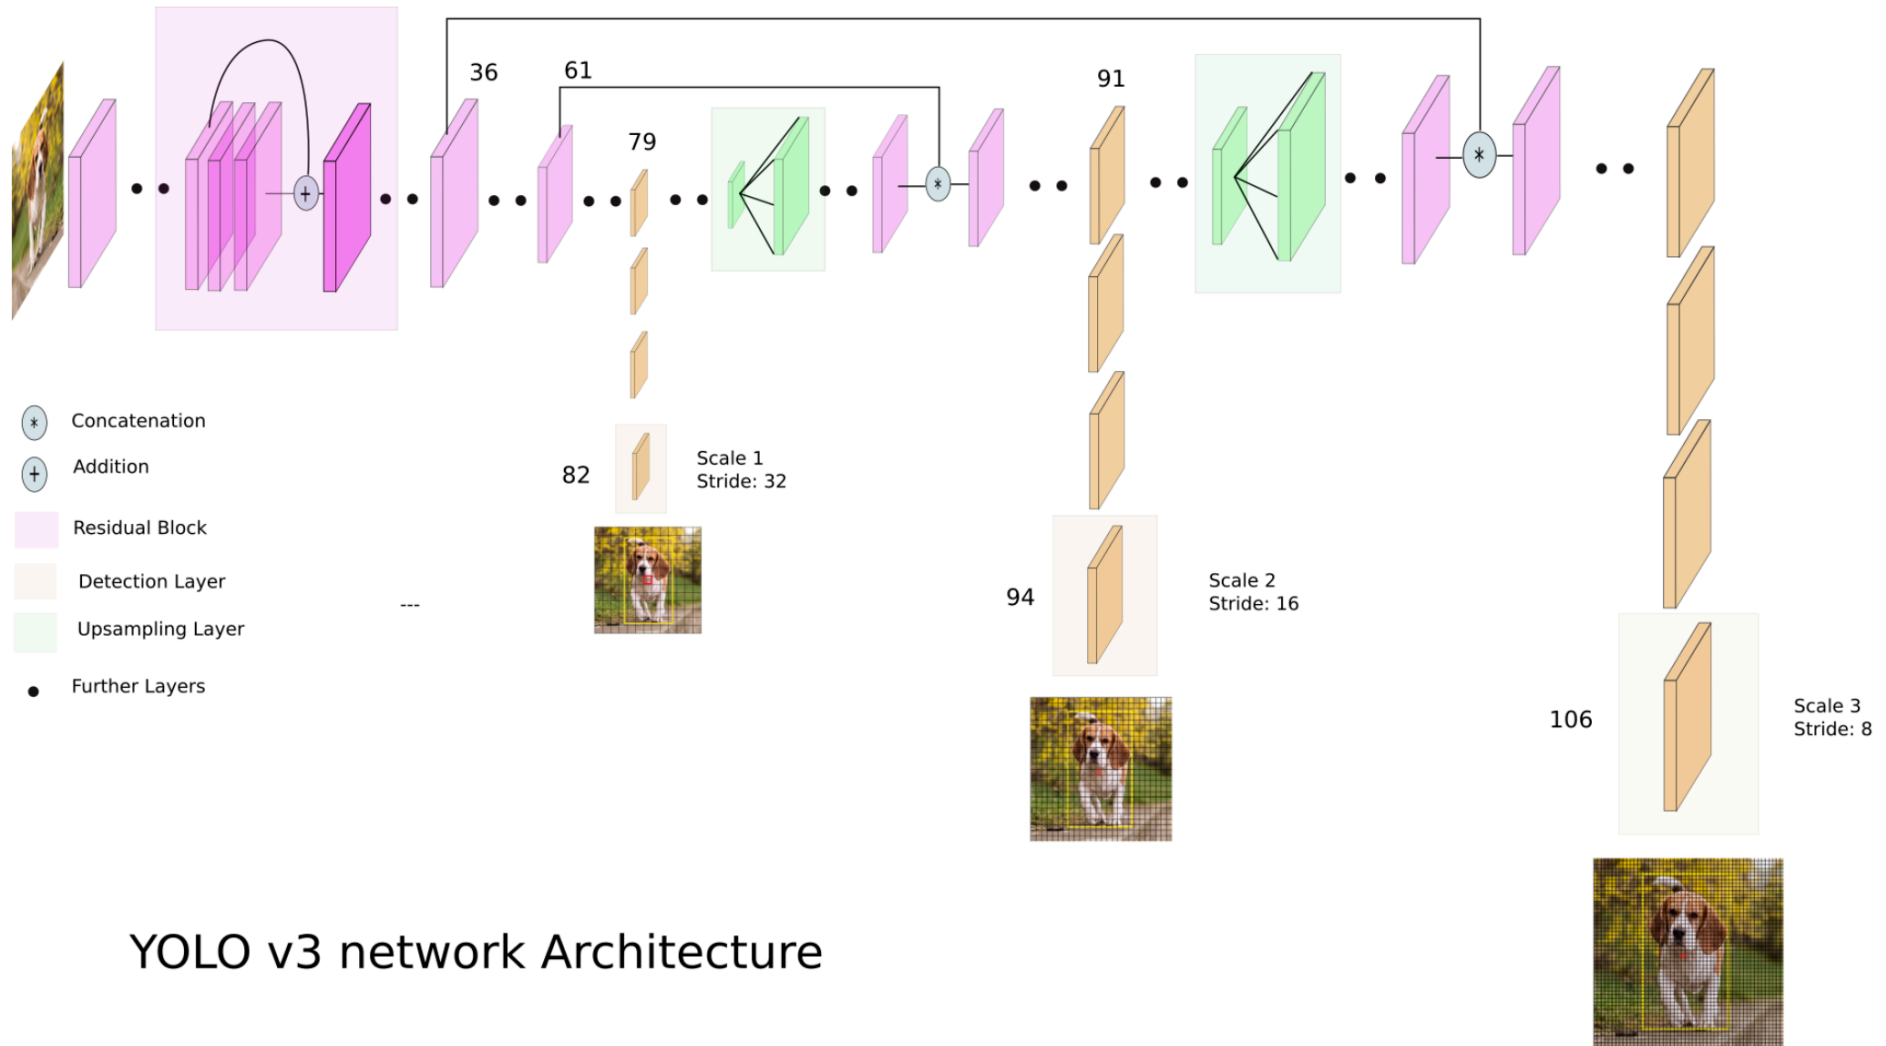 36
61
91
79
*
*
+
* Concatenation
+ Addition
Residual Block
Detection Layer
Upsampling Layer
Further Layers
---
82
Scale 1
Stride: 32
94
Scale 2
Stride: 16
106
Scale 3
Stride: 8
YOLO v3 network Architecture